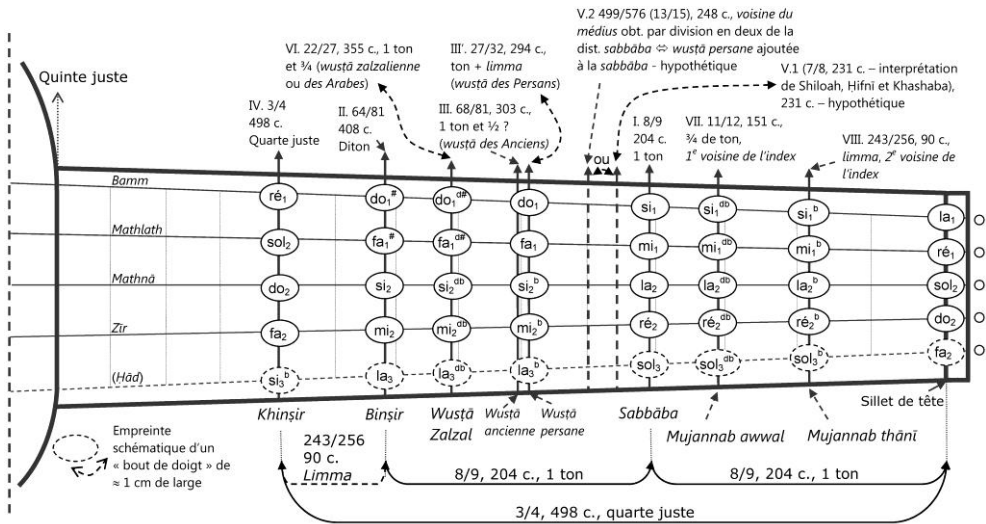 V.2 499/576 (13/15), 248 c., voisine du
médius obt. par division en deux de la
dist. sabbāba ⇔ wusṭā persane ajoutée
à la sabbāba - hypothétique
VI. 22/27, 355 c., 1 ton
et ¾ (wusṭā zalzalienne
ou des Arabes)
III'. 27/32, 294 c.,
ton + limma
(wusṭā des Persans)
V.1 (7/8, 231 c. – interprétation
de Shiloah, Ḥifnī et Khashaba),
231 c. – hypothétique
Quinte juste
IV. 3/4
498 c.
Quarte juste
II. 64/81
408 c.
Diton
III. 68/81, 303 c.,
1 ton et ½ ?
(wusṭā des Anciens)
ou
I. 8/9
204 c.
1 ton
VII. 11/12, 151 c.,
¾ de ton,
1e voisine de l'index
VIII. 243/256, 90 c.,
limma, 2e voisine de
l'index
Bamm ré1 do1# do1d# do1 si1 si1db si1b la1
Mathlath sol2 fa1# fa1d# fa1 mi1 mi1db mi1b ré1
Mathnā do2 si2 si2db si2b la2 la2db la2b sol2
Zīr fa2 mi2 mi2db mi2b ré2 ré2db ré2b do2
(Ḥād) si3b la3 la3db la3b sol3 sol3db sol3b fa2
Sillet de tête
Khinṣir Binṣir Wusṭā
Zalzal
Wusṭā
ancienne
Wusṭā
persane
Sabbāba
Mujannab awwal
Mujannab thānī
Empreinte
schématique d'un
« bout de doigt » de
≈ 1 cm de large
243/256
90 c.
Limma
8/9, 204 c., 1 ton
8/9, 204 c., 1 ton
3/4, 498 c., quarte juste